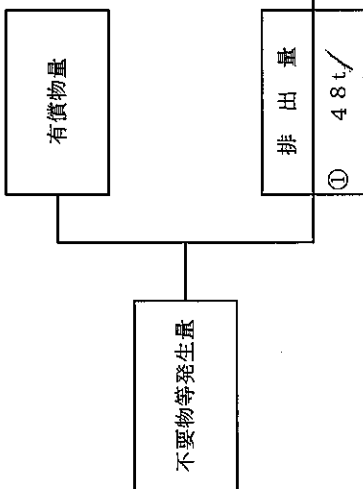 不要物等発生量
有償物量
排出量
① 48t